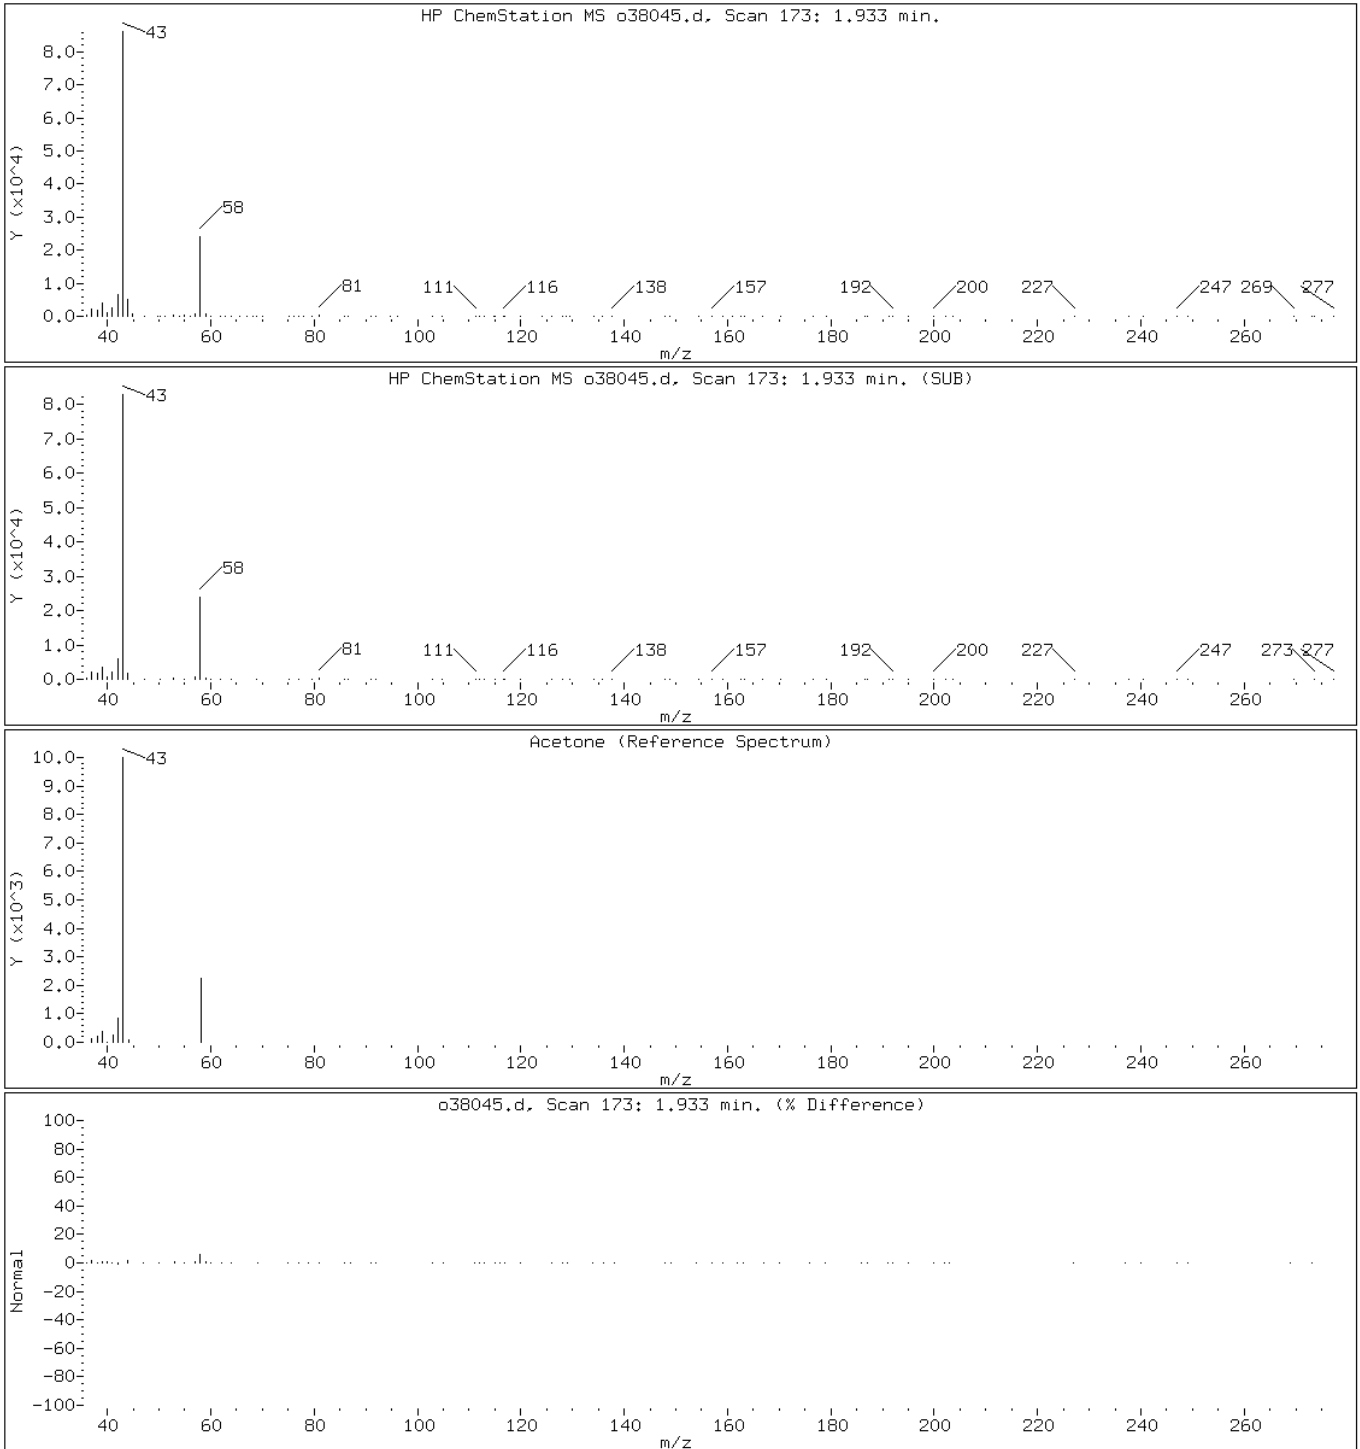 HP ChemStation MS o38045.d, Scan 173: 1.933 min.
Y (x10^4)
8.0
7.0
6.0
5.0
4.0
3.0
2.0
1.0
0.0
43
58
81 111 116 138 157 192 200 227 247 269 277
40 60 80 100 120 140 160 180 200 220 240 260
m/z
HP ChemStation MS o38045.d, Scan 173: 1.933 min. (SUB)
Y (x10^4)
8.0
7.0
6.0
5.0
4.0
3.0
2.0
1.0
0.0
43
58
81 111 116 138 157 192 200 227 247 273 277
40 60 80 100 120 140 160 180 200 220 240 260
m/z
Acetone (Reference Spectrum)
Y (x10^3)
10.0
9.0
8.0
7.0
6.0
5.0
4.0
3.0
2.0
1.0
0.0
43
40 60 80 100 120 140 160 180 200 220 240 260
m/z
o38045.d, Scan 173: 1.933 min. (% Difference)
Normal
100
80
60
40
20
0
-20
-40
-60
-80
-100
40 60 80 100 120 140 160 180 200 220 240 260
m/z